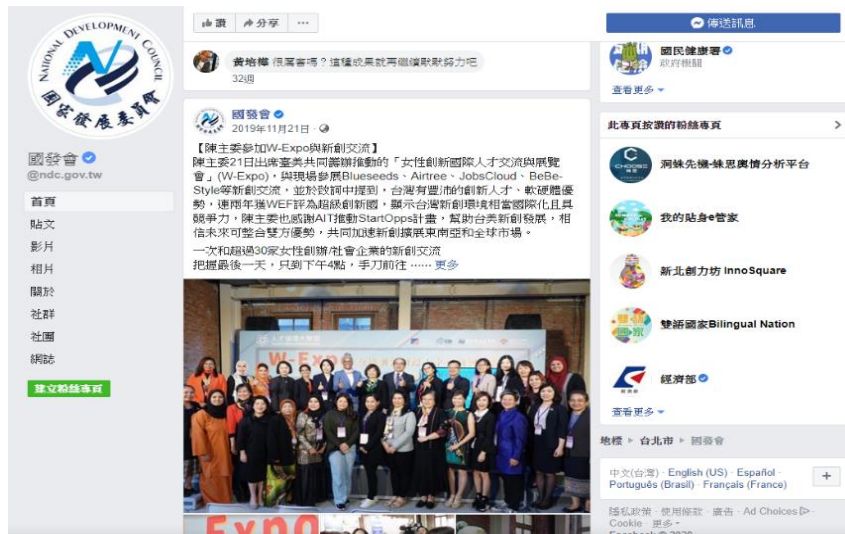 NATIONAL DEVELOPMENT COUNCIL
國家發展委員會
國發會
@ndc.gov.tw
首頁
貼文
影片
相片
關於
社群
社團
網誌
建立粉絲專頁
讚 分享 ...
傳送訊息
黃培樺 很厲害嗎？這種成果就再繼續默默努力吧
32週
國發會
2019年11月21日
【陳主委參加W-Expo與新創交流】
陳主委21日出席臺美共同籌辦推動的「女性創新國際人才交流與展覽
會」(W-Expo)，與現場參展Blueseeds、Airtree、JobsCloud、BeBe-
Style等新創交流，並於致詞中提到，台灣有豐沛的創新人才、軟硬體優
勢，連兩年獲WEF評為超級創新國，顯示台灣新創環境相當國際化且具
競爭力，陳主委也感謝AIT推動StartOpps計畫，幫助台美新創發展，相
信未來可整合雙方優勢，共同加速新創擴展東南亞和全球市場。
一次和超過30家女性創辦/社會企業的新創交流
把握最後一天，只到下午4點，手刀前往 …… 更多
W-Expo
Expo
國民健康署
政府機關
查看更多
此專頁按讚的粉絲專頁
CHOOSE
洞悉先機-蛛思輿情分析平台
我的貼身e管家
新北創力坊 InnoSquare
雙語國家
雙語國家Bilingual Nation
經濟部
查看更多
地標 台北市 國發會
中文(台灣) · English (US) · Español ·
Português (Brasil) · Français (France)
+
隱私政策 · 使用條款 · 廣告 · Ad Choices ·
Cookie · 更多
Facebook © 2020